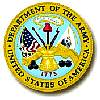 DEPARTMENT OF THE ARMY
UNITED STATES OF AMERICA
1775